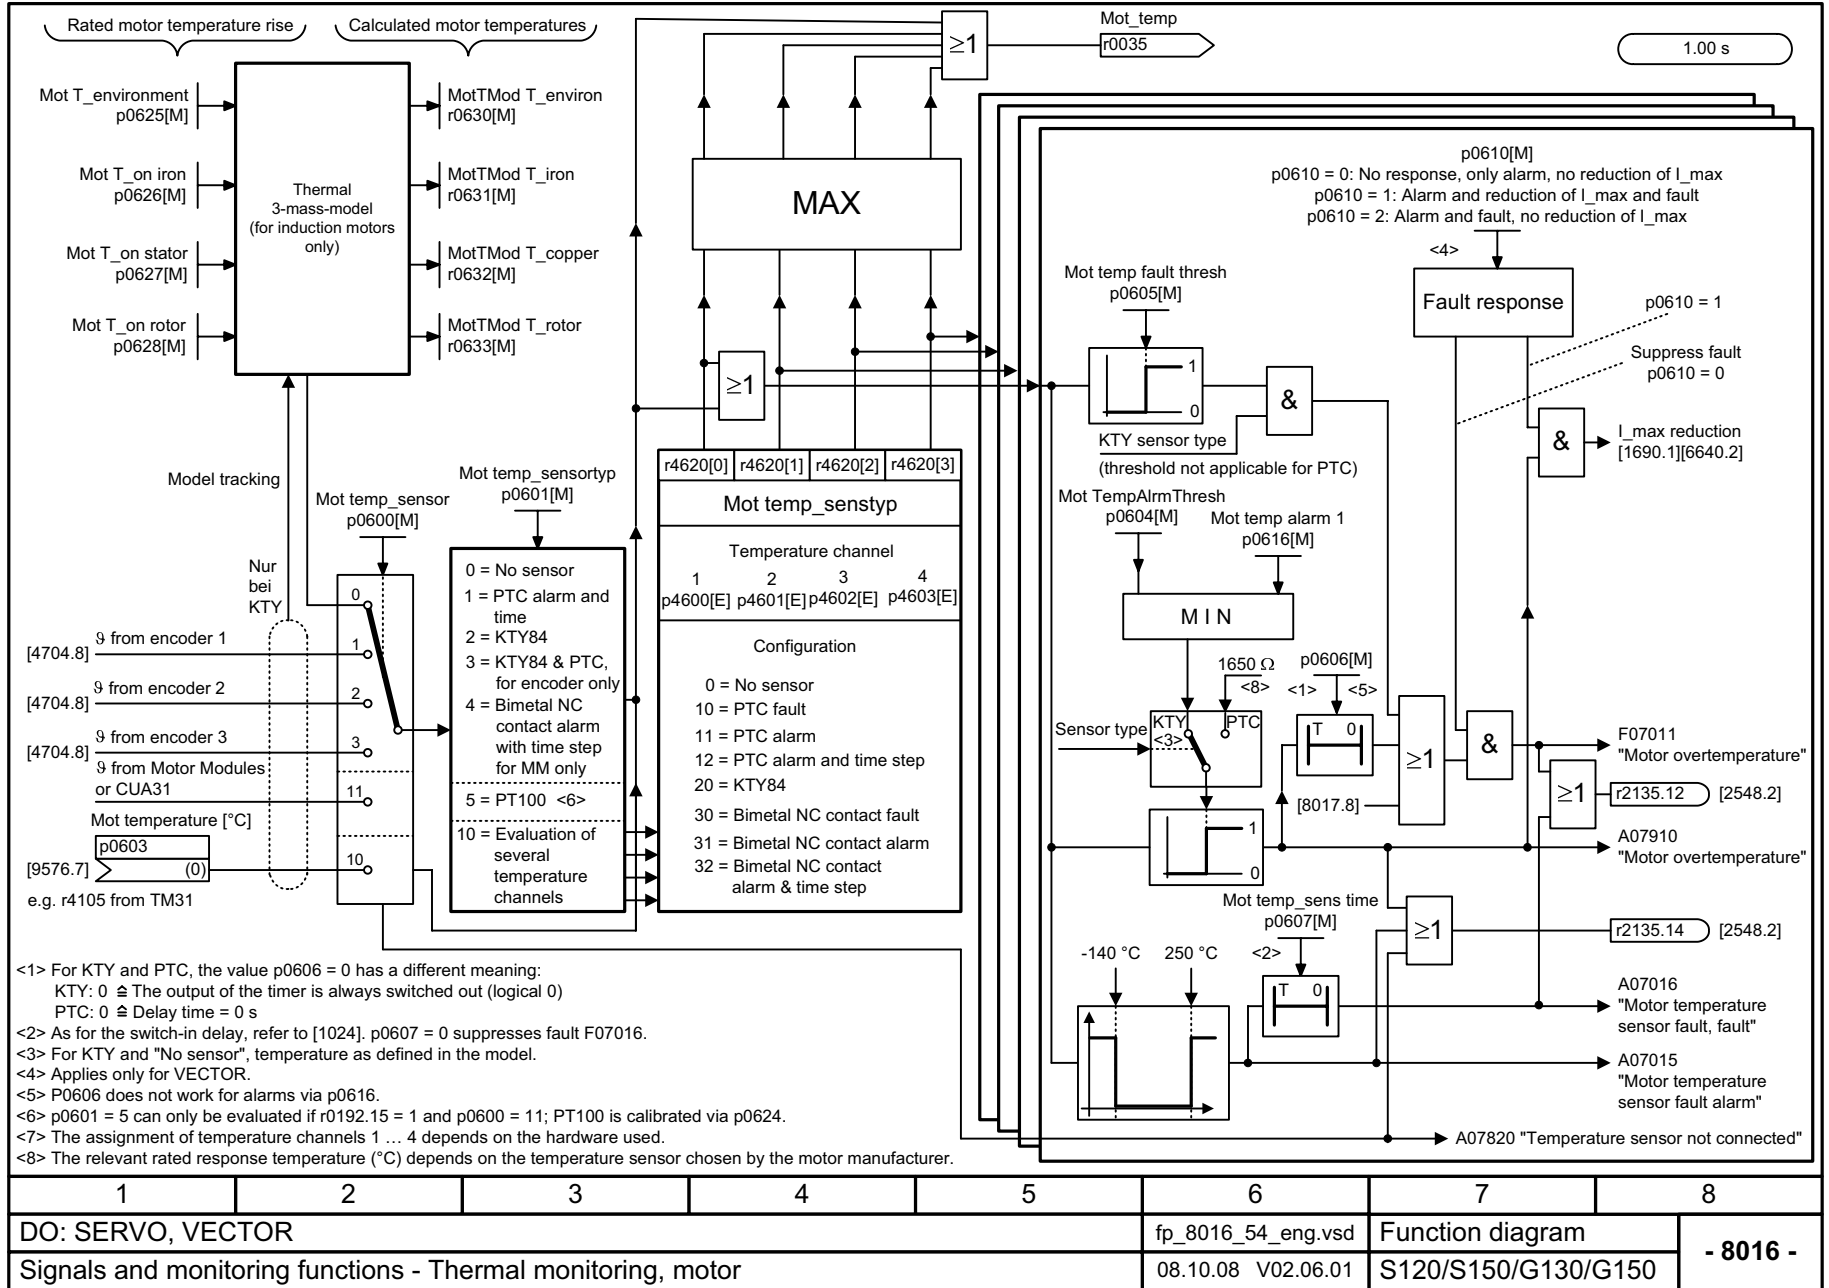 Rated motor temperature rise
Calculated motor temperatures
Mot T_environment
p0625[M]
Mot T_on iron
p0626[M]
Mot T_on stator
p0627[M]
Mot T_on rotor
p0628[M]
Thermal
3-mass-model
(for induction motors
only)
MotTMod T_environ
r0630[M]
MotTMod T_iron
r0631[M]
MotTMod T_copper
r0632[M]
MotTMod T_rotor
r0633[M]
≥1
Mot_temp
r0035
1.00 s
MAX
≥1
Model tracking
Nur
bei
KTY
Mot temp_sensor
p0600[M]
0
1
2
3
11
10
[4704.8]
ϑ from encoder 1
[4704.8]
ϑ from encoder 2
[4704.8]
ϑ from encoder 3
ϑ from Motor Modules
or CUA31
Mot temperature [°C]
p0603
(0)
[9576.7]
e.g. r4105 from TM31
Mot temp_sensortyp
p0601[M]
0 = No sensor
1 = PTC alarm and
time
2 = KTY84
3 = KTY84 & PTC,
for encoder only
4 = Bimetal NC
contact alarm
with time step
for MM only
5 = PT100 <6>
10 = Evaluation of
several
temperature
channels
r4620[0] r4620[1] r4620[2] r4620[3]
Mot temp_senstyp
Temperature channel
1 2 3 4
p4600[E] p4601[E] p4602[E] p4603[E]
Configuration
0 = No sensor
10 = PTC fault
11 = PTC alarm
12 = PTC alarm and time step
20 = KTY84
30 = Bimetal NC contact fault
31 = Bimetal NC contact alarm
32 = Bimetal NC contact
alarm & time step
p0610[M]
p0610 = 0: No response, only alarm, no reduction of I_max
p0610 = 1: Alarm and reduction of I_max and fault
p0610 = 2: Alarm and fault, no reduction of I_max
<4>
Fault response
p0610 = 1
Suppress fault
p0610 = 0
Mot temp fault thresh
p0605[M]
1
0
&
KTY sensor type
(threshold not applicable for PTC)
&
I_max reduction
[1690.1][6640.2]
Mot TempAlrmThresh
p0604[M]
Mot temp alarm 1
p0616[M]
M I N
1650 Ω
<8>
p0606[M]
<1> <5>
Sensor type
KTY
<3>
PTC
T 0
≥1
&
[8017.8]
1
0
F07011
"Motor overtemperature"
≥1
r2135.12
[2548.2]
A07910
"Motor overtemperature"
Mot temp_sens time
p0607[M]
<2>
T 0
≥1
r2135.14
[2548.2]
-140 °C
250 °C
A07016
"Motor temperature
sensor fault, fault"
A07015
"Motor temperature
sensor fault alarm"
A07820 "Temperature sensor not connected"
<1> For KTY and PTC, the value p0606 = 0 has a different meaning:
KTY: 0 ≙ The output of the timer is always switched out (logical 0)
PTC: 0 ≙ Delay time = 0 s
<2> As for the switch-in delay, refer to [1024]. p0607 = 0 suppresses fault F07016.
<3> For KTY and "No sensor", temperature as defined in the model.
<4> Applies only for VECTOR.
<5> P0606 does not work for alarms via p0616.
<6> p0601 = 5 can only be evaluated if r0192.15 = 1 and p0600 = 11; PT100 is calibrated via p0624.
<7> The assignment of temperature channels 1 … 4 depends on the hardware used.
<8> The relevant rated response temperature (°C) depends on the temperature sensor chosen by the motor manufacturer.
1 2 3 4 5 6 7 8
DO: SERVO, VECTOR
fp_8016_54_eng.vsd
Function diagram
- 8016 -
Signals and monitoring functions - Thermal monitoring, motor
08.10.08 V02.06.01
S120/S150/G130/G150